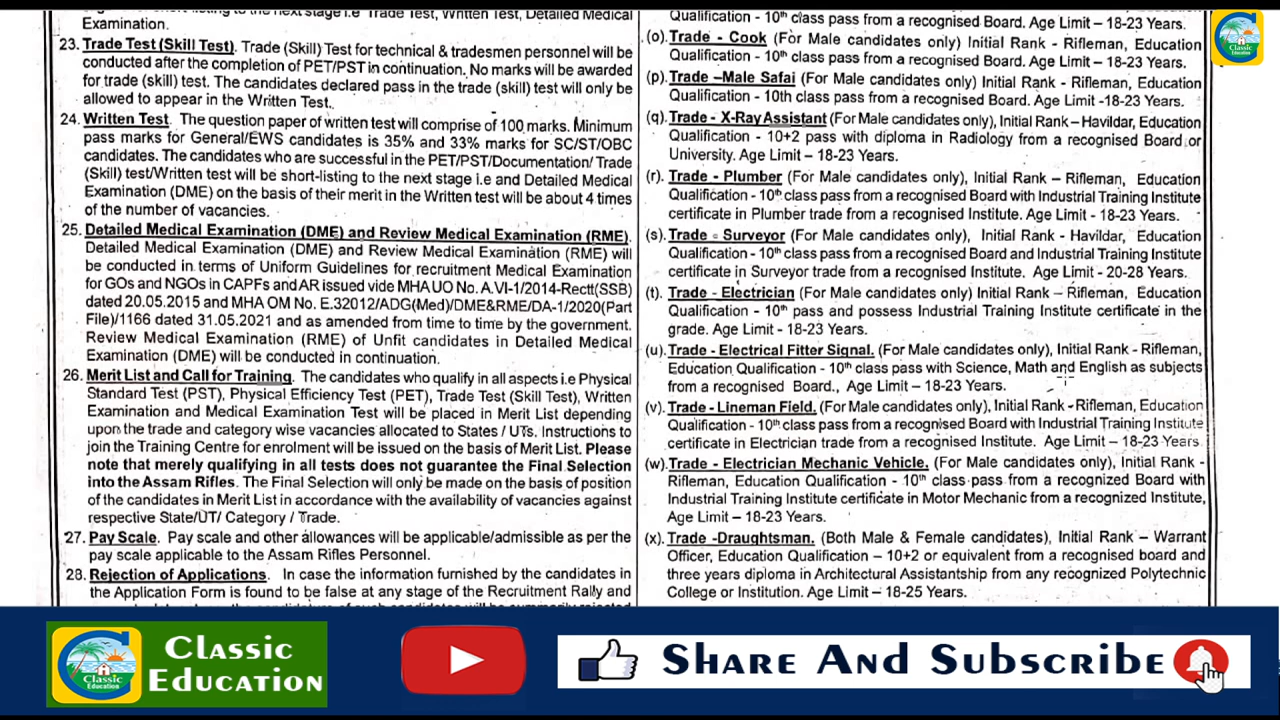 Examination.
23. Trade Test (Skill Test). Trade (Skill) Test for technical & tradesmen personnel will be
conducted after the completion of PET/PST in continuation. No marks will be awarded
for trade (skill) test. The candidates declared pass in the trade (skill) test will only be
allowed to appear in the Written Test.
24. Written Test. The question paper of written test will comprise of 100 marks. Minimum
pass marks for General/EWS candidates is 35% and 33% marks for SC/ST/OBC
candidates. The candidates who are successful in the PET/PST/Documentation/ Trade
(Skill) test/Written test will be short-listing to the next stage i.e and Detailed Medical
Examination (DME) on the basis of their merit in the Written test will be about 4 times
of the number of vacancies.
25. Detailed Medical Examination (DME) and Review Medical Examination (RME).
Detailed Medical Examination (DME) and Review Medical Examination (RME) will
be conducted in terms of Uniform Guidelines for recruitment Medical Examination
for GOs and NGOs in CAPFs and AR issued vide MHA UO No. A.VI-1/2014-Rectt(SSB)
dated 20.05.2015 and MHA OM No. E.32012/ADG(Med)/DME&RME/DA-1/2020(Part
File)/1166 dated 31.05.2021 and as amended from time to time by the government.
Review Medical Examination (RME) of Unfit candidates in Detailed Medical
Examination (DME) will be conducted in continuation.
26. Merit List and Call for Training. The candidates who qualify in all aspects i.e Physical
Standard Test (PST), Physical Efficiency Test (PET), Trade Test (Skill Test), Written
Examination and Medical Examination Test will be placed in Merit List depending
upon the trade and category wise vacancies allocated to States / UTs. Instructions to
join the Training Centre for enrolment will be issued on the basis of Merit List. Please
note that merely qualifying in all tests does not guarantee the Final Selection
into the Assam Rifles. The Final Selection will only be made on the basis of position
of the candidates in Merit List in accordance with the availability of vacancies against
respective State/UT/ Category / Trade.
27. Pay Scale. Pay scale and other allowances will be applicable/admissible as per the
pay scale applicable to the Assam Rifles Personnel.
28. Rejection of Applications. In case the information furnished by the candidates in
the Application Form is found to be false at any stage of the Recruitment Rally and
Qualification - 10th class pass from a recognised Board. Age Limit – 18-23 Years.
(o). Trade - Cook (For Male candidates only) Initial Rank - Rifleman, Education
Qualification - 10th class pass from a recognised Board. Age Limit – 18-23 Years.
(p). Trade –Male Safai (For Male candidates only) Initial Rank – Rifleman, Education
Qualification - 10th class pass from a recognised Board. Age Limit -18-23 Years.
(q). Trade - X-Ray Assistant (For Male candidates only), Initial Rank – Havildar, Education
Qualification - 10+2 pass with diploma in Radiology from a recognised Board or
University. Age Limit - 18-23 Years.
(r). Trade - Plumber (For Male candidates only), Initial Rank – Rifleman, Education
Qualification - 10th class pass from a recognised Board with Industrial Training Institute
certificate in Plumber trade from a recognised Institute. Age Limit - 18-23 Years.
(s). Trade - Surveyor (For Male candidates only), Initial Rank - Havildar, Education
Qualification - 10th class pass from a recognised Board and Industrial Training Institute
certificate in Surveyor trade from a recognised Institute. Age Limit - 20-28 Years.
(t). Trade - Electrician (For Male candidates only) Initial Rank – Rifleman, Education
Qualification - 10th pass and possess Industrial Training Institute certificate in the
grade. Age Limit - 18-23 Years.
(u). Trade - Electrical Fitter Signal. (For Male candidates only), Initial Rank - Rifleman,
Education Qualification - 10th class pass with Science, Math and English as subjects
from a recognised Board., Age Limit – 18-23 Years.
(v). Trade - Lineman Field. (For Male candidates only), Initial Rank - Rifleman, Education
Qualification - 10th class pass from a recognised Board with Industrial Training Institute
certificate in Electrician trade from a recognised Institute. Age Limit – 18-23 Years.
(w). Trade - Electrician Mechanic Vehicle. (For Male candidates only), Initial Rank -
Rifleman, Education Qualification - 10th class pass from a recognized Board with
Industrial Training Institute certificate in Motor Mechanic from a recognized Institute,
Age Limit – 18-23 Years.
(x). Trade -Draughtsman. (Both Male & Female candidates), Initial Rank – Warrant
Officer, Education Qualification – 10+2 or equivalent from a recognised board and
three years diploma in Architectural Assistantship from any recognized Polytechnic
College or Institution. Age Limit – 18-25 Years.
Classic
Education
Classic
Education
Classic
Education
Share And Subscribe